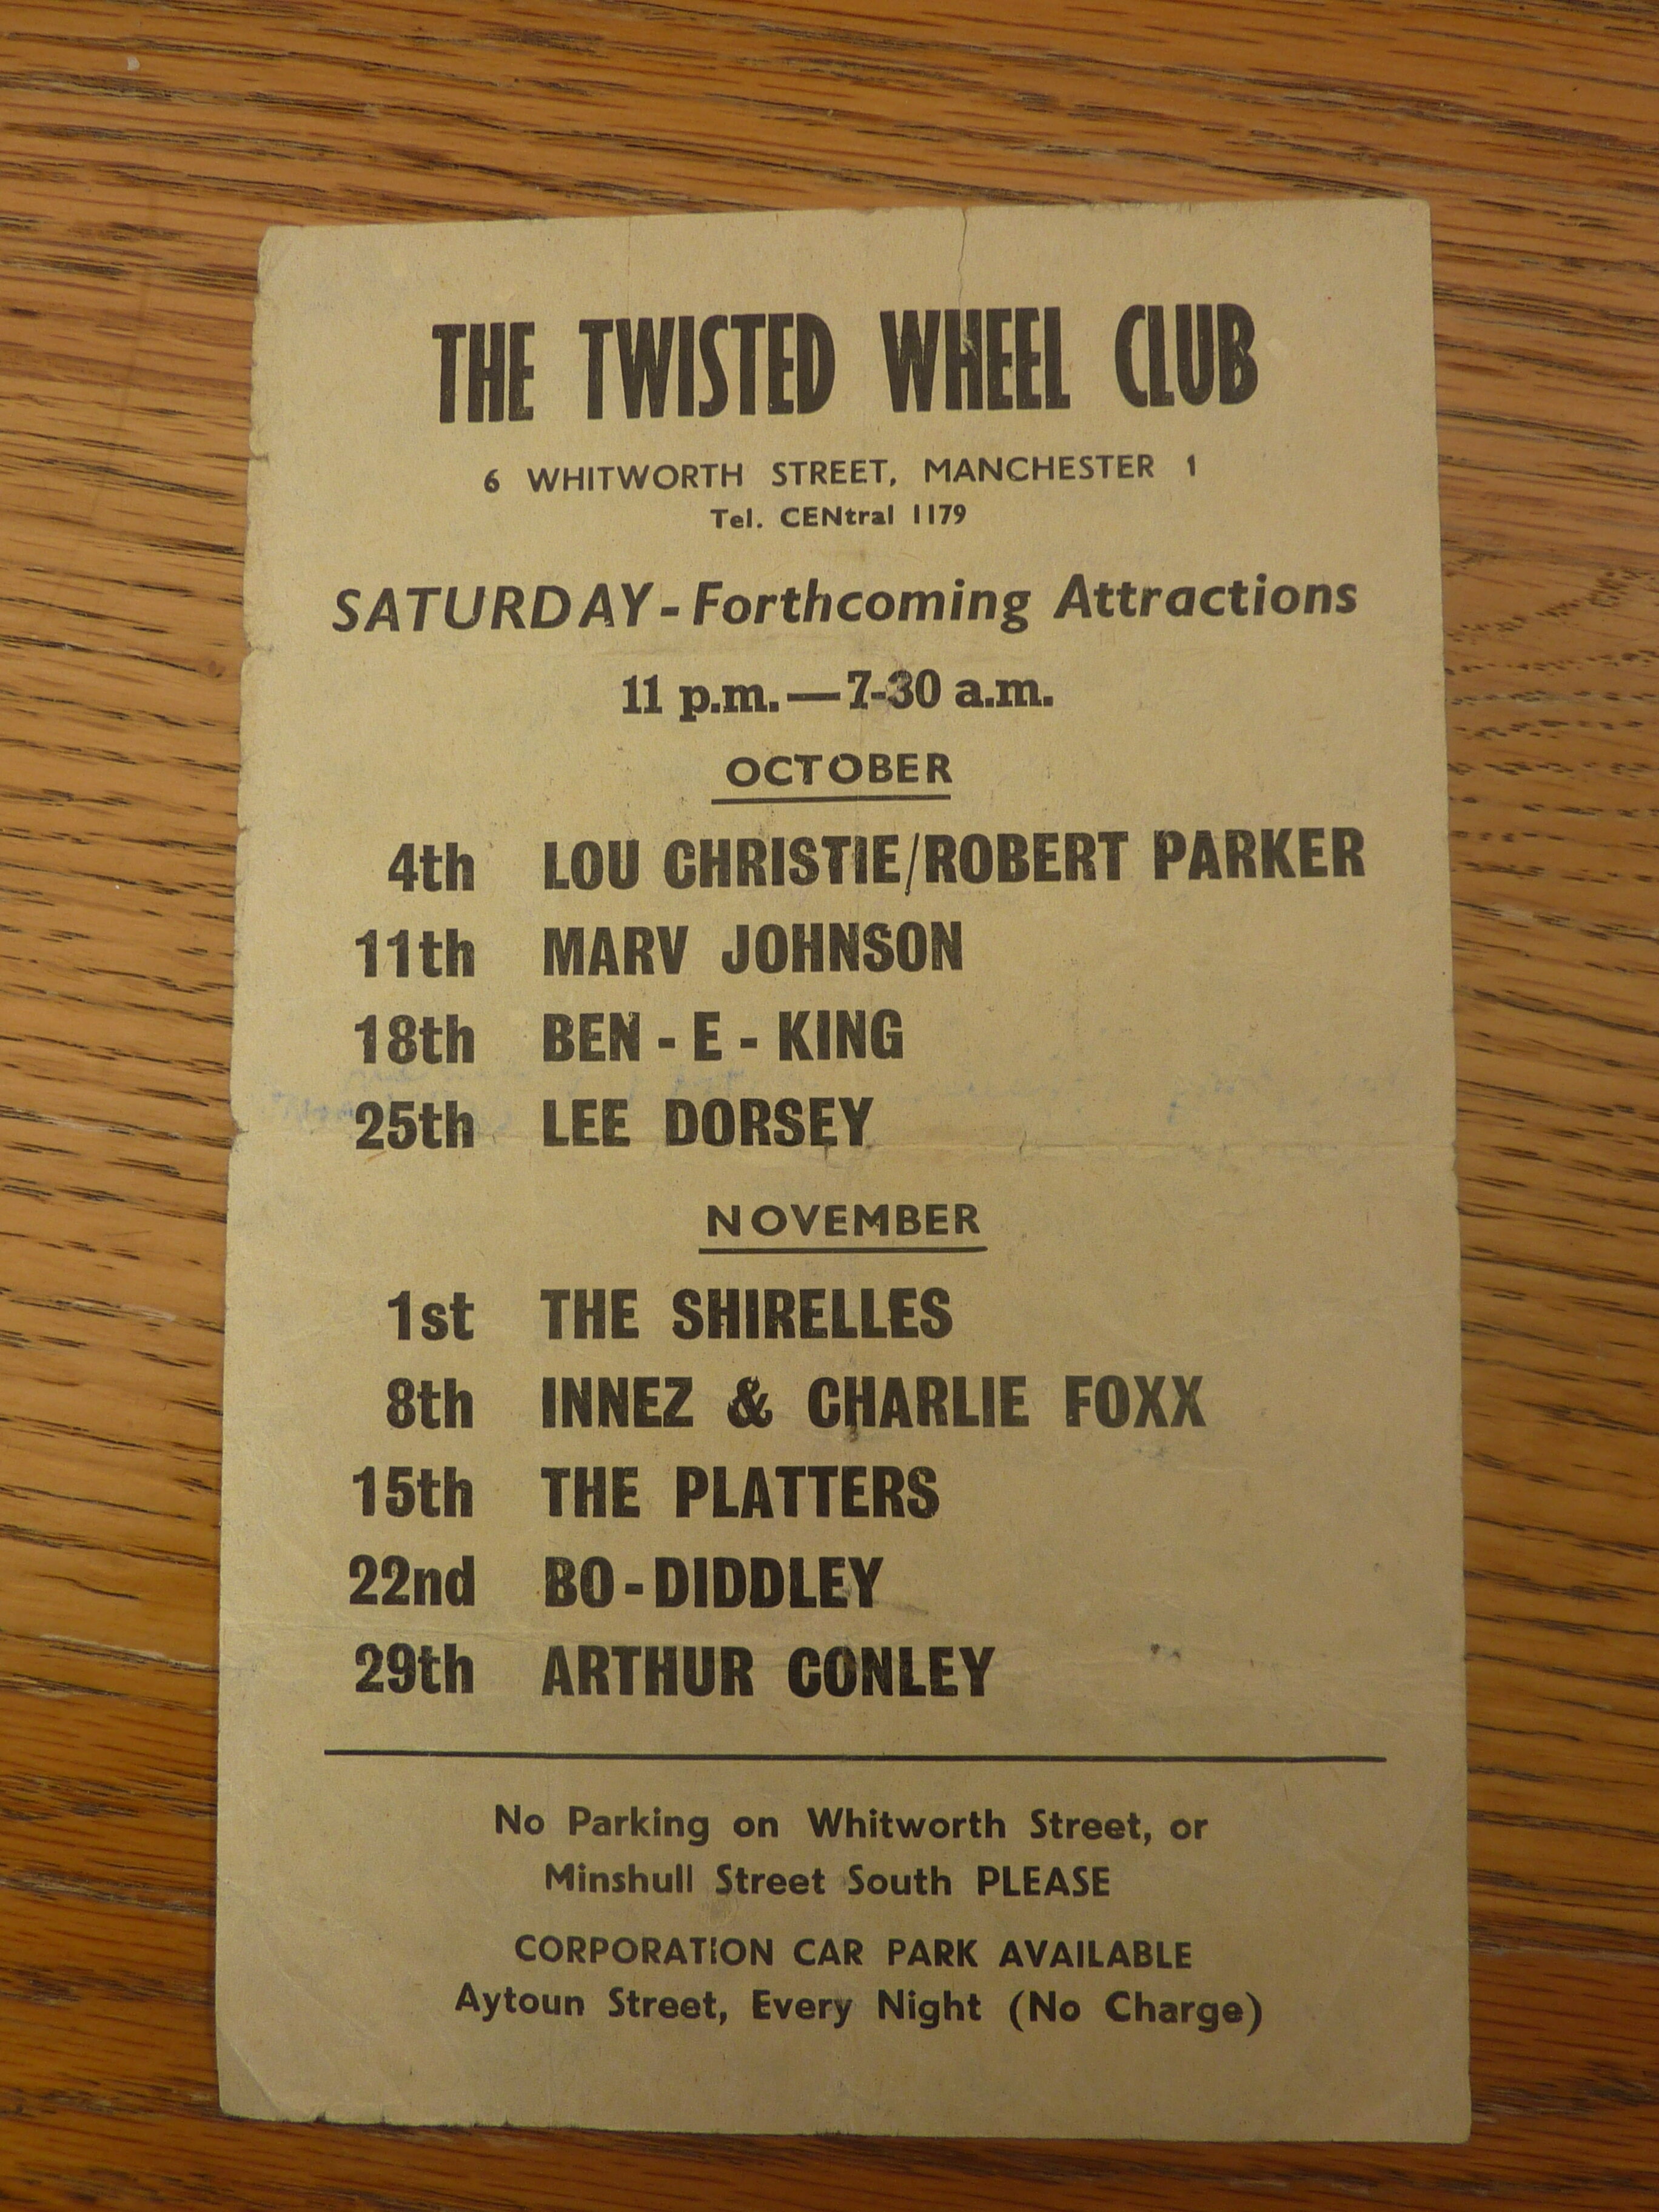 THE TWISTED WHEEL CLUB
6 WHITWORTH STREET, MANCHESTER 1
Tel. CENtral 1179
SATURDAY - Forthcoming Attractions
11 p.m.—7-30 a.m.
OCTOBER
4th LOU CHRISTIE/ROBERT PARKER
11th MARV JOHNSON
18th BEN - E - KING
25th LEE DORSEY
NOVEMBER
1st THE SHIRELLES
8th INNEZ & CHARLIE FOXX
15th THE PLATTERS
22nd BO - DIDDLEY
29th ARTHUR CONLEY
No Parking on Whitworth Street, or
Minshull Street South PLEASE
CORPORATION CAR PARK AVAILABLE
Aytoun Street, Every Night (No Charge)